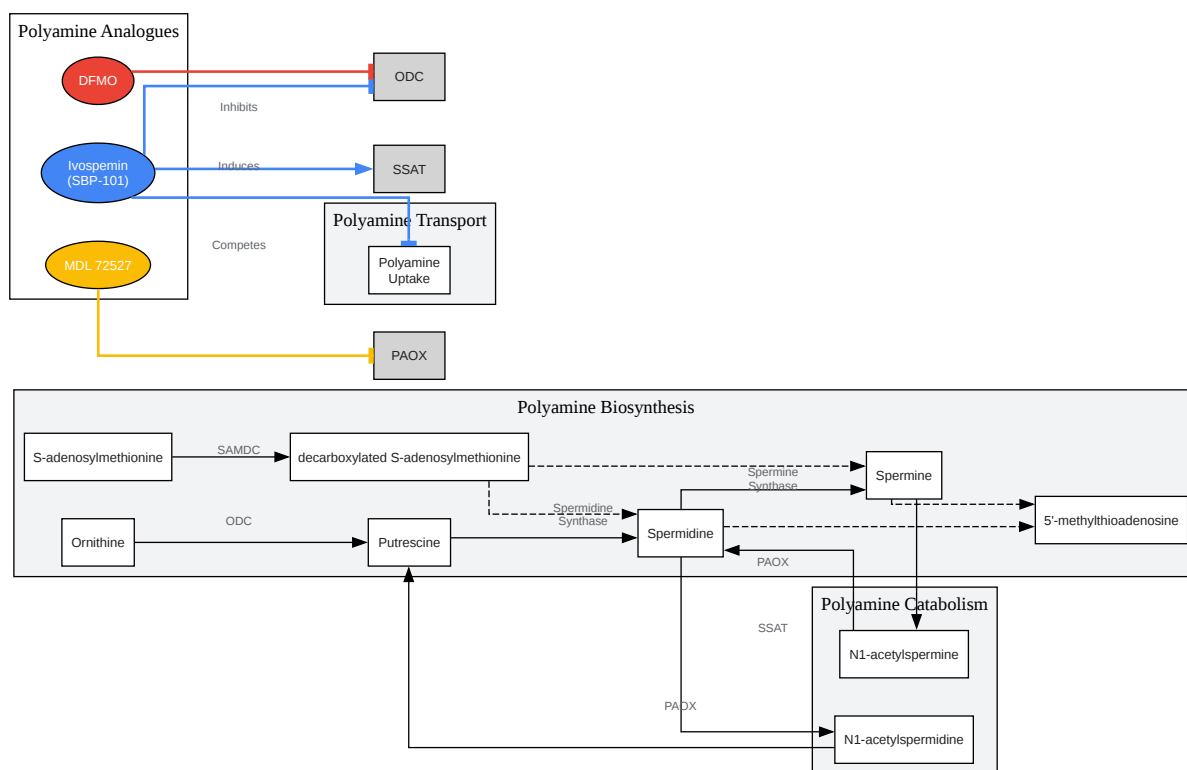 Polyamine Analogues
DFMO
ODC
Inhibits
Ivospemin
(SBP-101)
Induces
SSAT
Polyamine Transport
Competes
Polyamine
Uptake
MDL 72527
PAOX
Polyamine Biosynthesis
S-adenosylmethionine
SAMDC
decarboxylated S-adenosylmethionine
Spermine
Synthase
Spermine
Spermidine
Synthase
5'-methylthioadenosine
Ornithine
ODC
Putrescine
Spermidine
PAOX
Polyamine Catabolism
SSAT
N1-acetylspermine
PAOX
N1-acetylspermidine